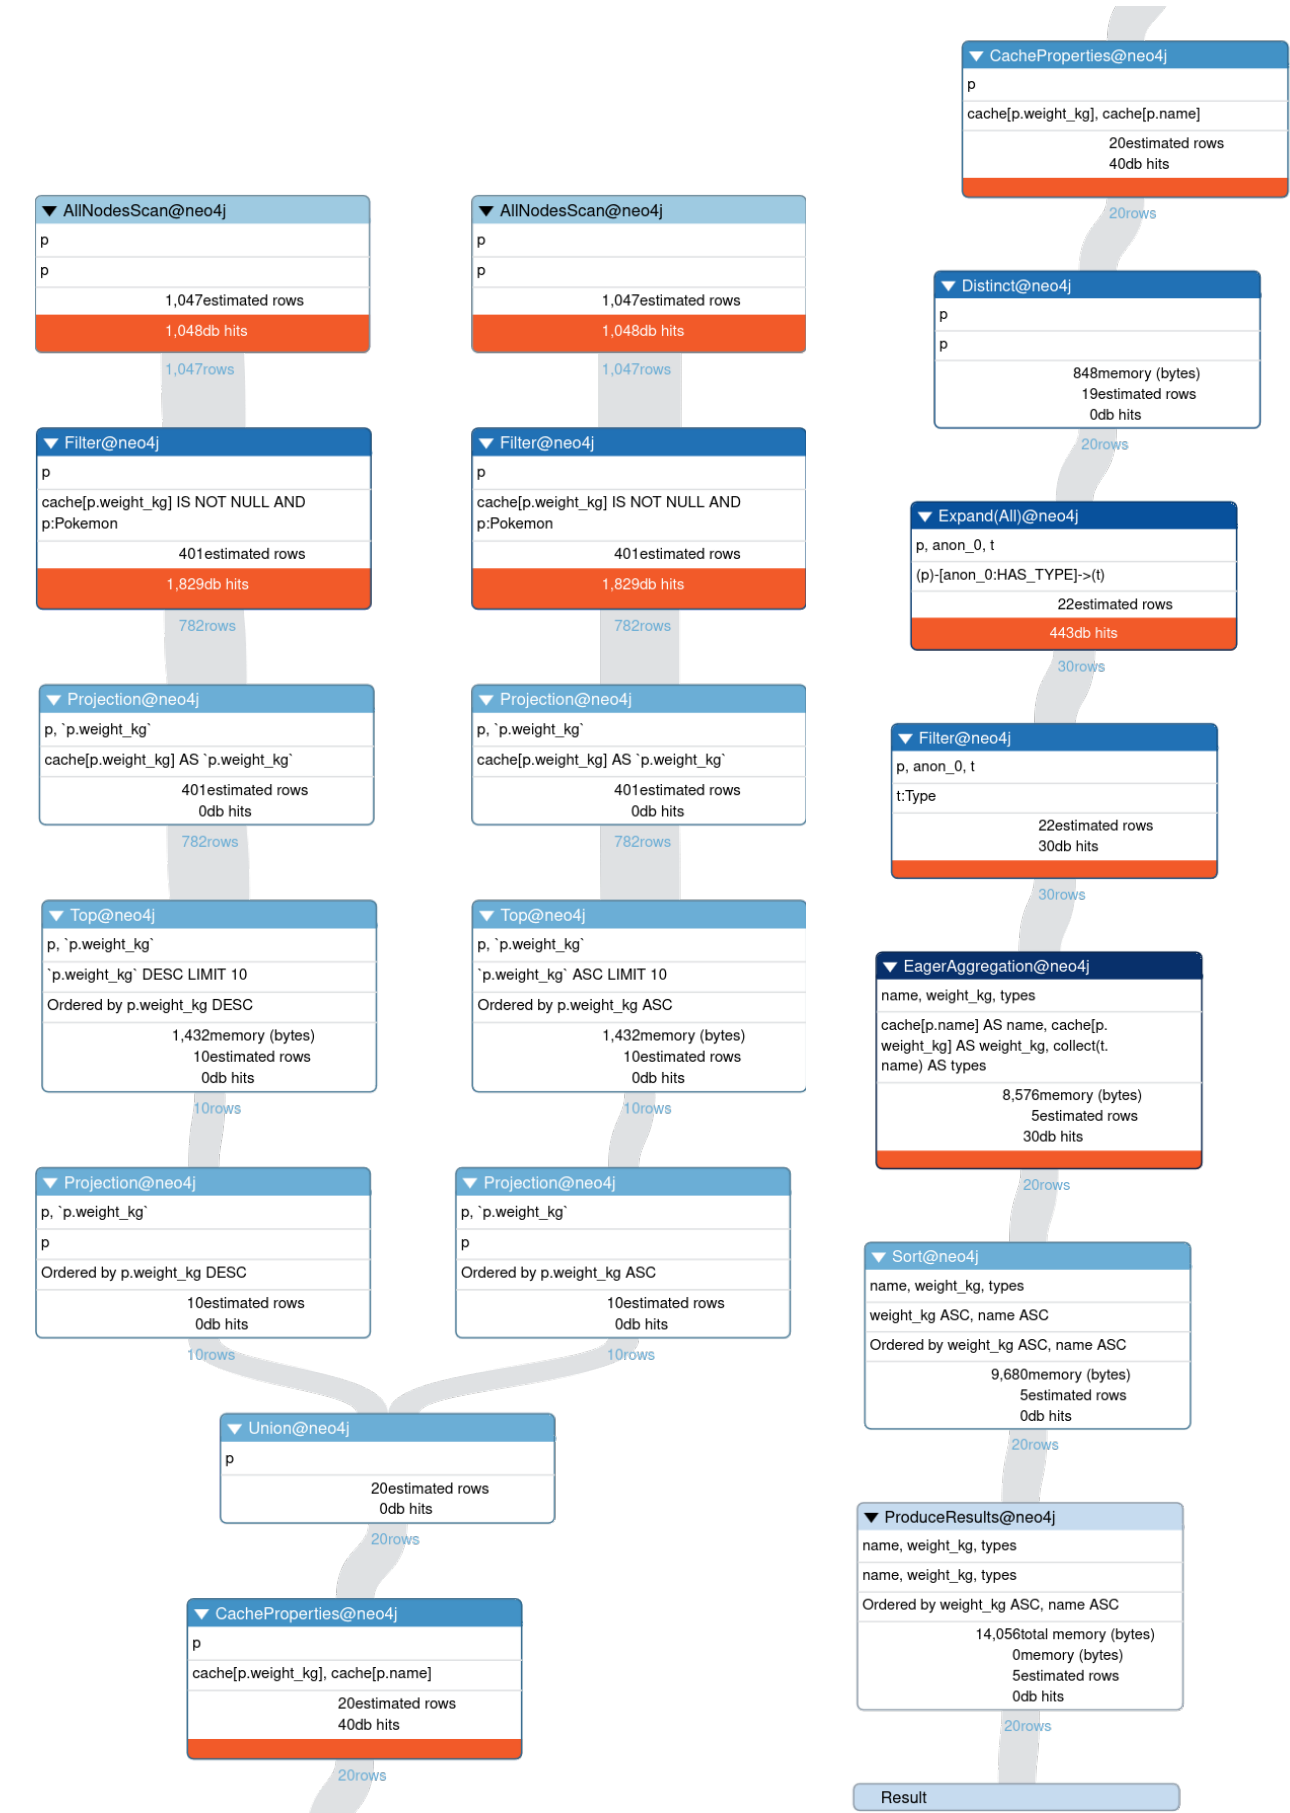 AllNodesScan@neo4j
p
p
1,047estimated rows
1,048db hits
1,047rows
Filter@neo4j
p
cache[p.weight_kg] IS NOT NULL AND
p:Pokemon
401estimated rows
1,829db hits
782rows
Projection@neo4j
p, `p.weight_kg`
cache[p.weight_kg] AS `p.weight_kg`
401estimated rows
0db hits
782rows
Top@neo4j
p, `p.weight_kg`
`p.weight_kg` DESC LIMIT 10
Ordered by p.weight_kg DESC
1,432memory (bytes)
10estimated rows
0db hits
10rows
Projection@neo4j
p, `p.weight_kg`
p
Ordered by p.weight_kg DESC
10estimated rows
0db hits
10rows
AllNodesScan@neo4j
p
p
1,047estimated rows
1,048db hits
1,047rows
Filter@neo4j
p
cache[p.weight_kg] IS NOT NULL AND
p:Pokemon
401estimated rows
1,829db hits
782rows
Projection@neo4j
p, `p.weight_kg`
cache[p.weight_kg] AS `p.weight_kg`
401estimated rows
0db hits
782rows
Top@neo4j
p, `p.weight_kg`
`p.weight_kg` ASC LIMIT 10
Ordered by p.weight_kg ASC
1,432memory (bytes)
10estimated rows
0db hits
10rows
Projection@neo4j
p, `p.weight_kg`
p
Ordered by p.weight_kg ASC
10estimated rows
0db hits
10rows
Union@neo4j
p
20estimated rows
0db hits
20rows
CacheProperties@neo4j
p
cache[p.weight_kg], cache[p.name]
20estimated rows
40db hits
20rows
CacheProperties@neo4j
p
cache[p.weight_kg], cache[p.name]
20estimated rows
40db hits
20rows
Distinct@neo4j
p
p
848memory (bytes)
19estimated rows
0db hits
20rows
Expand(All)@neo4j
p, anon_0, t
(p)-[anon_0:HAS_TYPE]->(t)
22estimated rows
443db hits
30rows
Filter@neo4j
p, anon_0, t
t:Type
22estimated rows
30db hits
30rows
EagerAggregation@neo4j
name, weight_kg, types
cache[p.name] AS name, cache[p.
weight_kg] AS weight_kg, collect(t.
name) AS types
8,576memory (bytes)
5estimated rows
30db hits
20rows
Sort@neo4j
name, weight_kg, types
weight_kg ASC, name ASC
Ordered by weight_kg ASC, name ASC
9,680memory (bytes)
5estimated rows
0db hits
20rows
ProduceResults@neo4j
name, weight_kg, types
name, weight_kg, types
Ordered by weight_kg ASC, name ASC
14,056total memory (bytes)
0memory (bytes)
5estimated rows
0db hits
20rows
Result